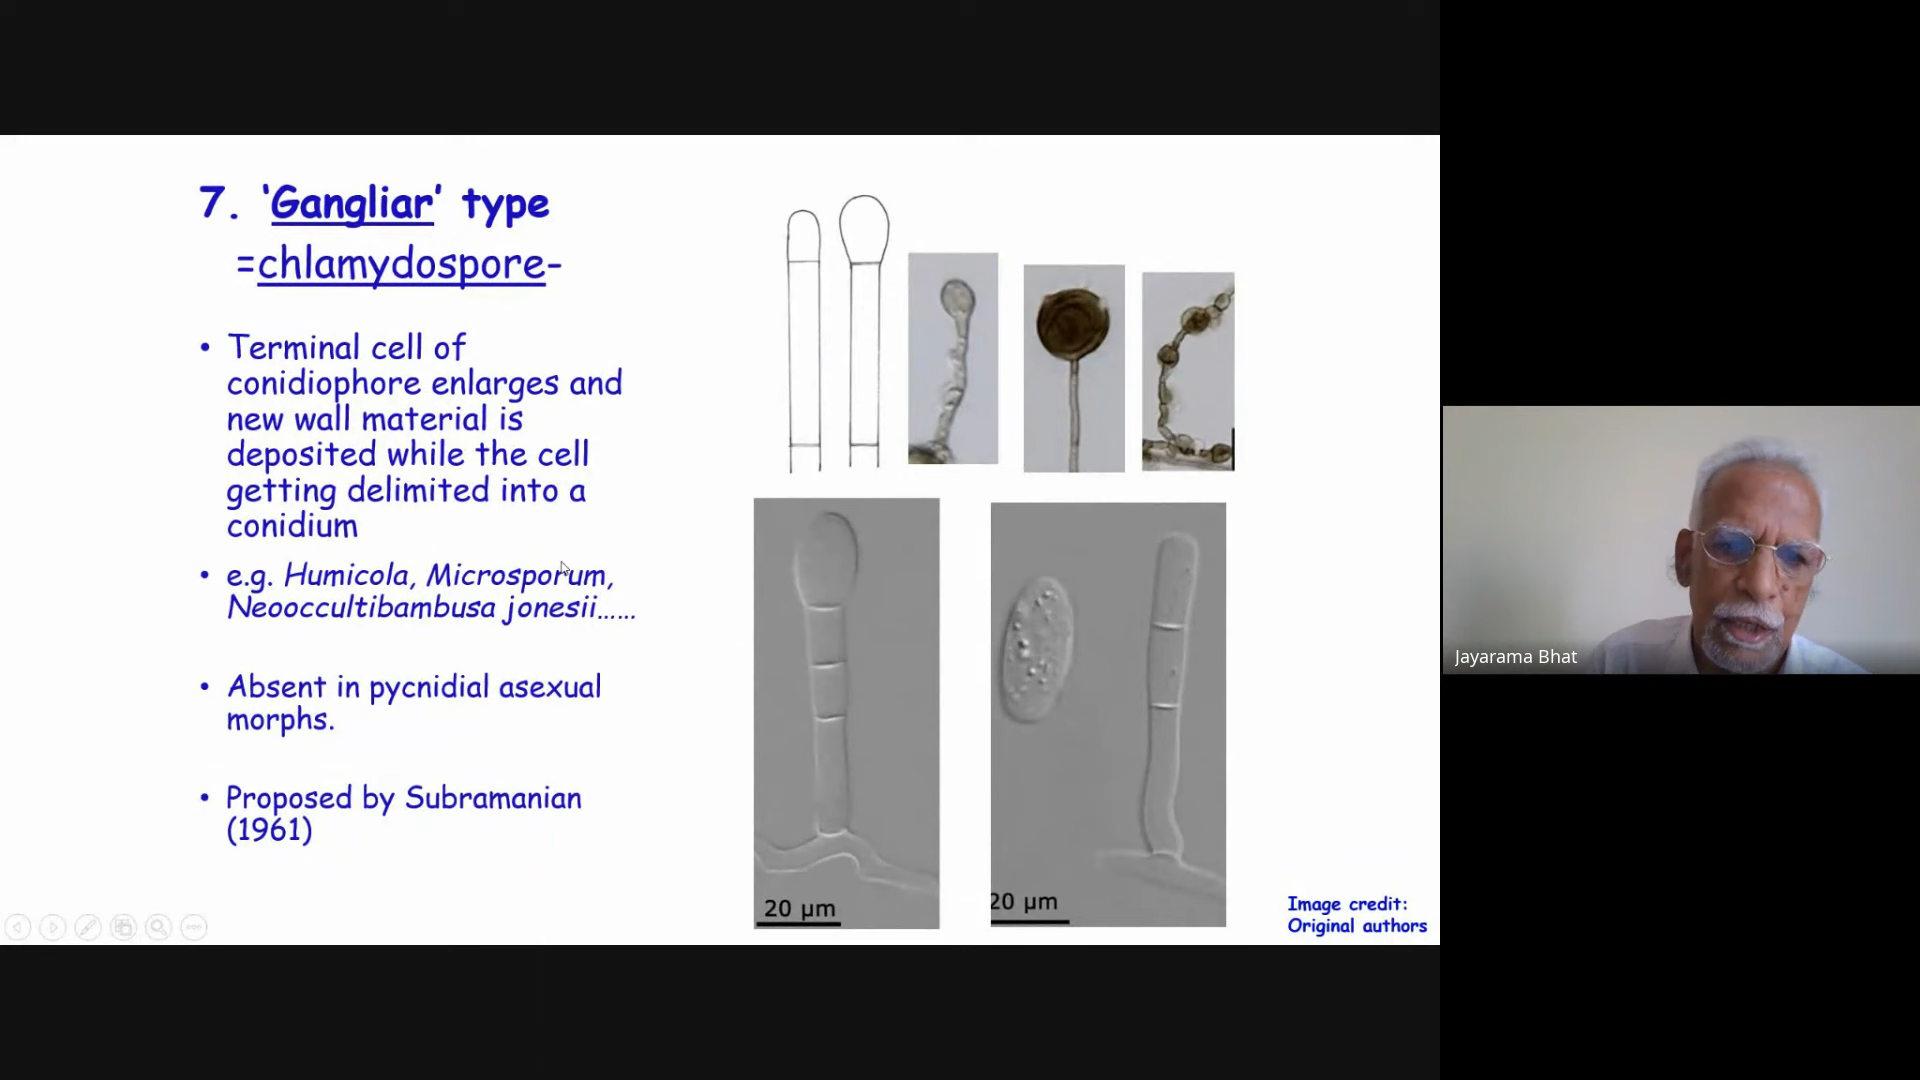 7. ‘Gangliar’ type
=chlamydospore-
• Terminal cell of
conidiophore enlarges and
new wall material is
deposited while the cell
getting delimited into a
conidium
• e.g. Humicola, Microsporum,
Neooccultibambusa jonesii......
• Absent in pycnidial asexual
morphs.
• Proposed by Subramanian
(1961)
20 µm
20 µm
Image credit:
Original authors
Jayarama Bhat